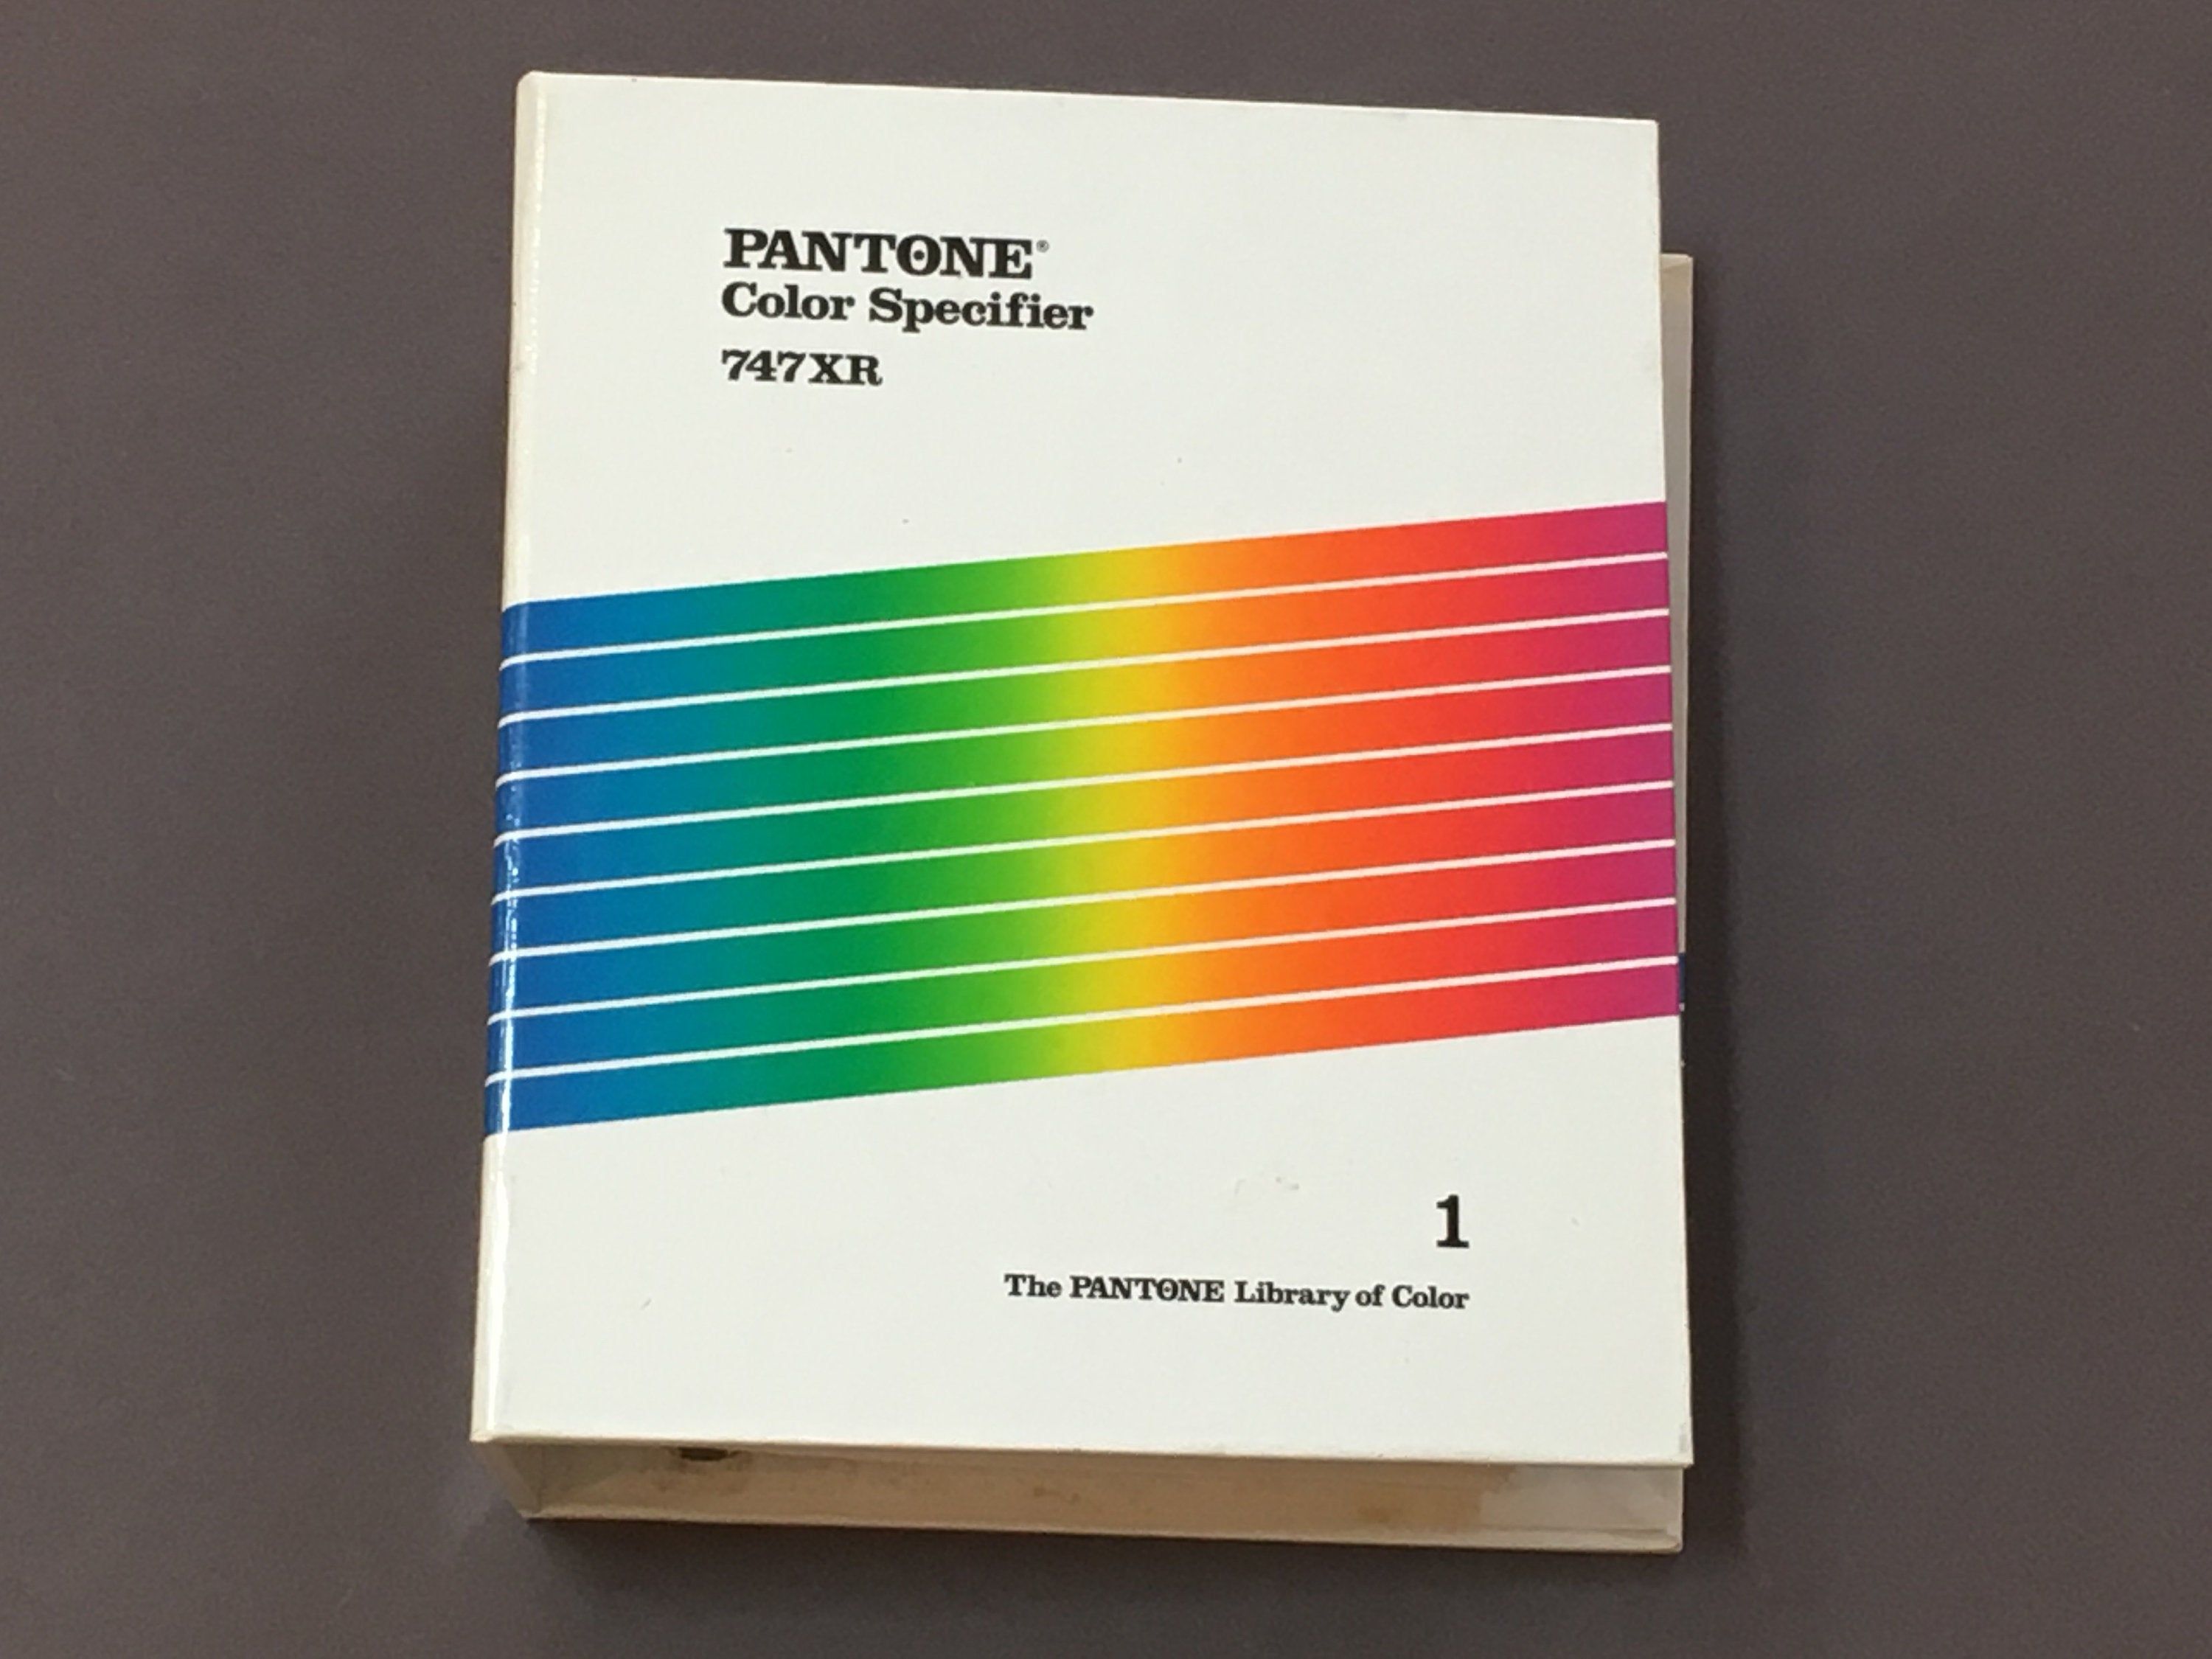 PANTONE®
Color Specifier
747XR
1
The PANTONE Library of Color